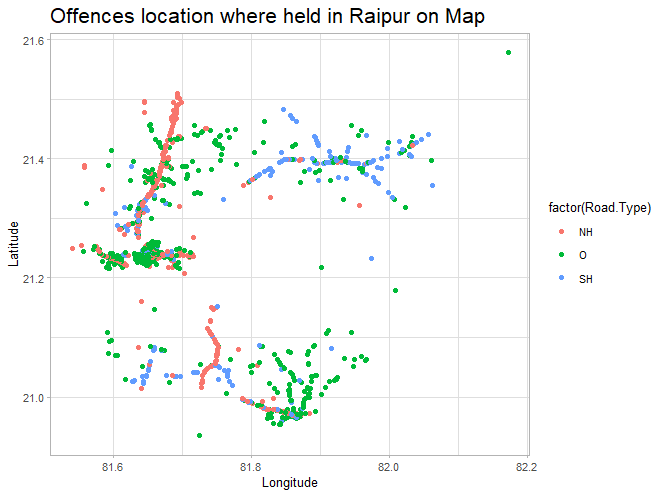 Offences location where held in Raipur on Map
21.6
21.4
21.2
21.0
Latitude
81.6
81.8
82.0
82.2
Longitude
factor(Road.Type)
NH
O
SH